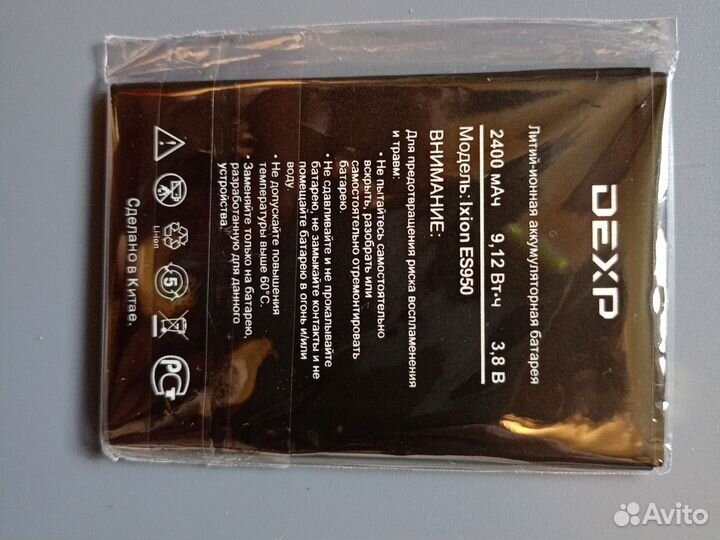 DEXP
Литий-ионная аккумуляторная батарея
2400 мАч 9,12 Вт·ч 3,8 В
Модель: Ixion ES950
ВНИМАНИЕ:
Для предотвращения риска воспламенения
и травм:
• Не пытайтесь самостоятельно
вскрыть, разобрать или
самостоятельно отремонтировать
батарею.
• Не сдавливайте и не прокалывайте
батарею, не замыкайте контакты и не
помещайте батарею в огонь и/или
воду.
• Не допускайте повышения
температуры выше 60°С.
• Заменяйте только на батарею,
разработанную для данного
устройства.
Li-ion
5
РСТ
Сделано в Китае.
Avito